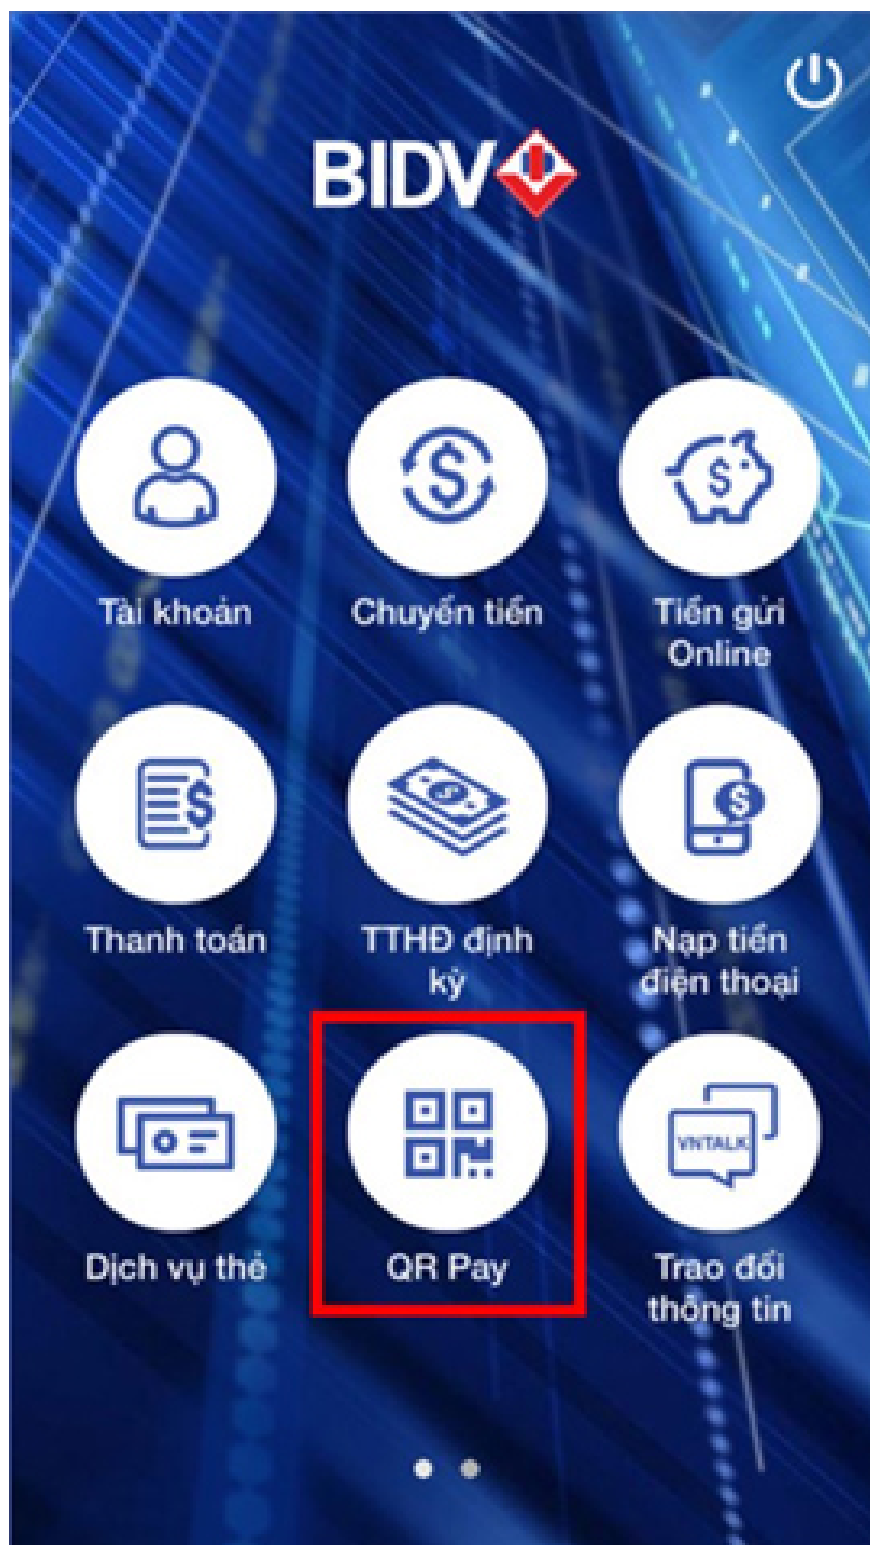 BIDV
Tài khoản
Chuyển tiền
Tiền gửi
Online
Thanh toán
TTHĐ định
kỳ
Nạp tiền
điện thoại
VNTALK
Dịch vụ thẻ
QR Pay
Trao đổi
thông tin